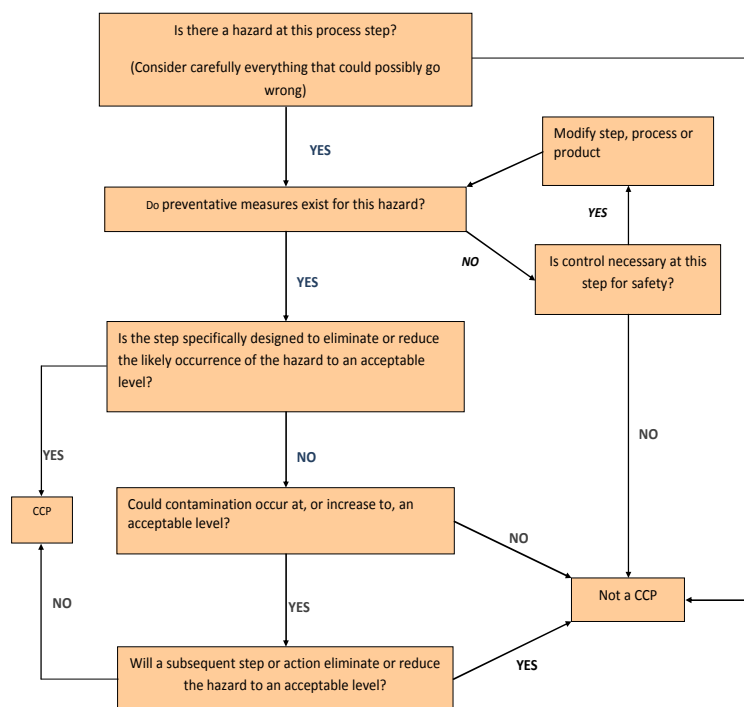 Is there a hazard at this process step?
(Consider carefully everything that could possibly go
wrong)
YES
Modify step, process or
product
Do preventative measures exist for this hazard?
YES
NO
Is control necessary at this
step for safety?
YES
Is the step specifically designed to eliminate or reduce
the likely occurrence of the hazard to an acceptable
level?
NO
YES
NO
CCP
Could contamination occur at, or increase to, an
acceptable level?
NO
YES
Not a CCP
NO
Will a subsequent step or action eliminate or reduce
the hazard to an acceptable level?
YES